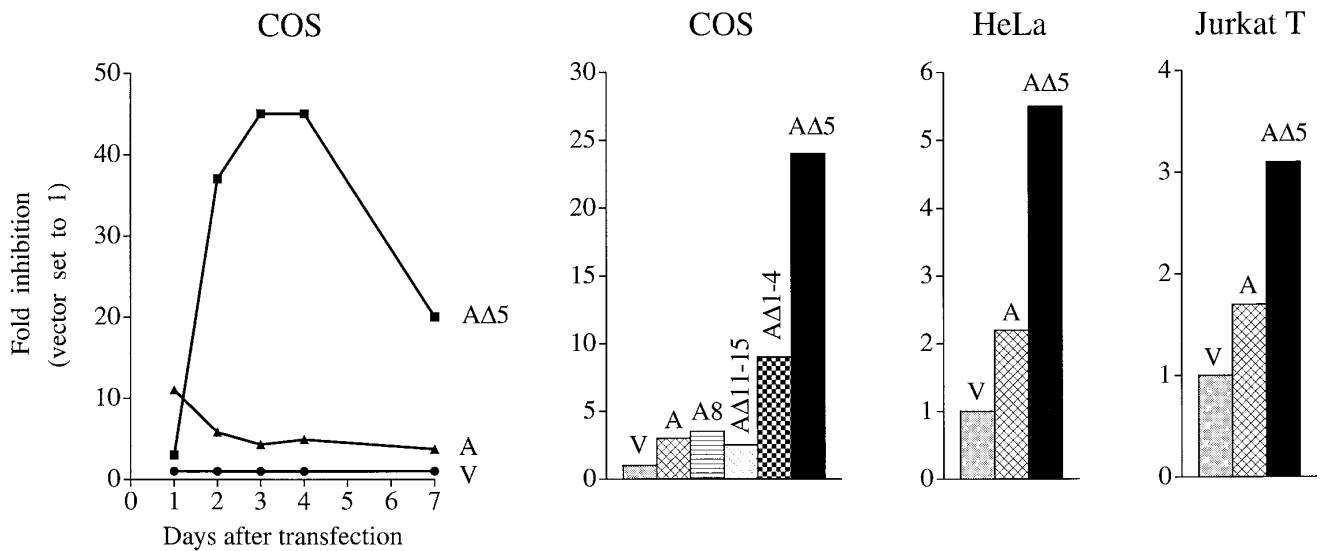 COS
Fold inhibition
(vector set to 1)
50
40
30
20
10
0
0 1 2 3 4 5 6 7
Days after transfection
AΔ5
A
V
COS
30
25
20
15
10
5
0
V
A
A8
AΔ11-15
AΔ1-4
AΔ5
HeLa
6
5
4
3
2
1
0
V
A
AΔ5
Jurkat T
4
3
2
1
0
V
A
AΔ5